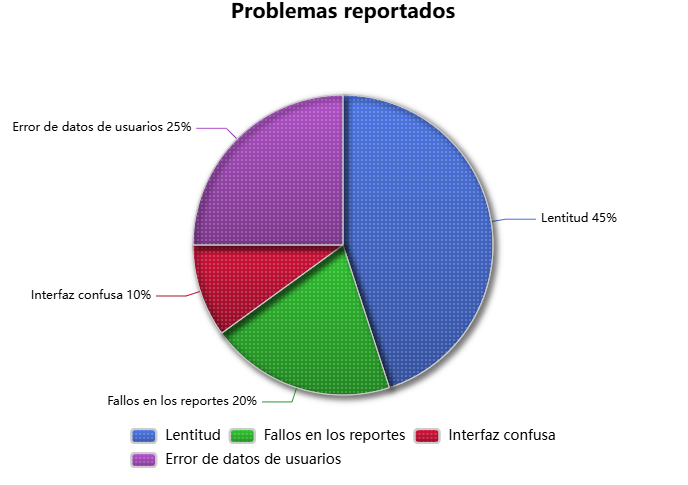 Problemas reportados
Error de datos de usuarios 25%
Lentitud 45%
Interfaz confusa 10%
Fallos en los reportes 20%
Lentitud
Fallos en los reportes
Interfaz confusa
Error de datos de usuarios